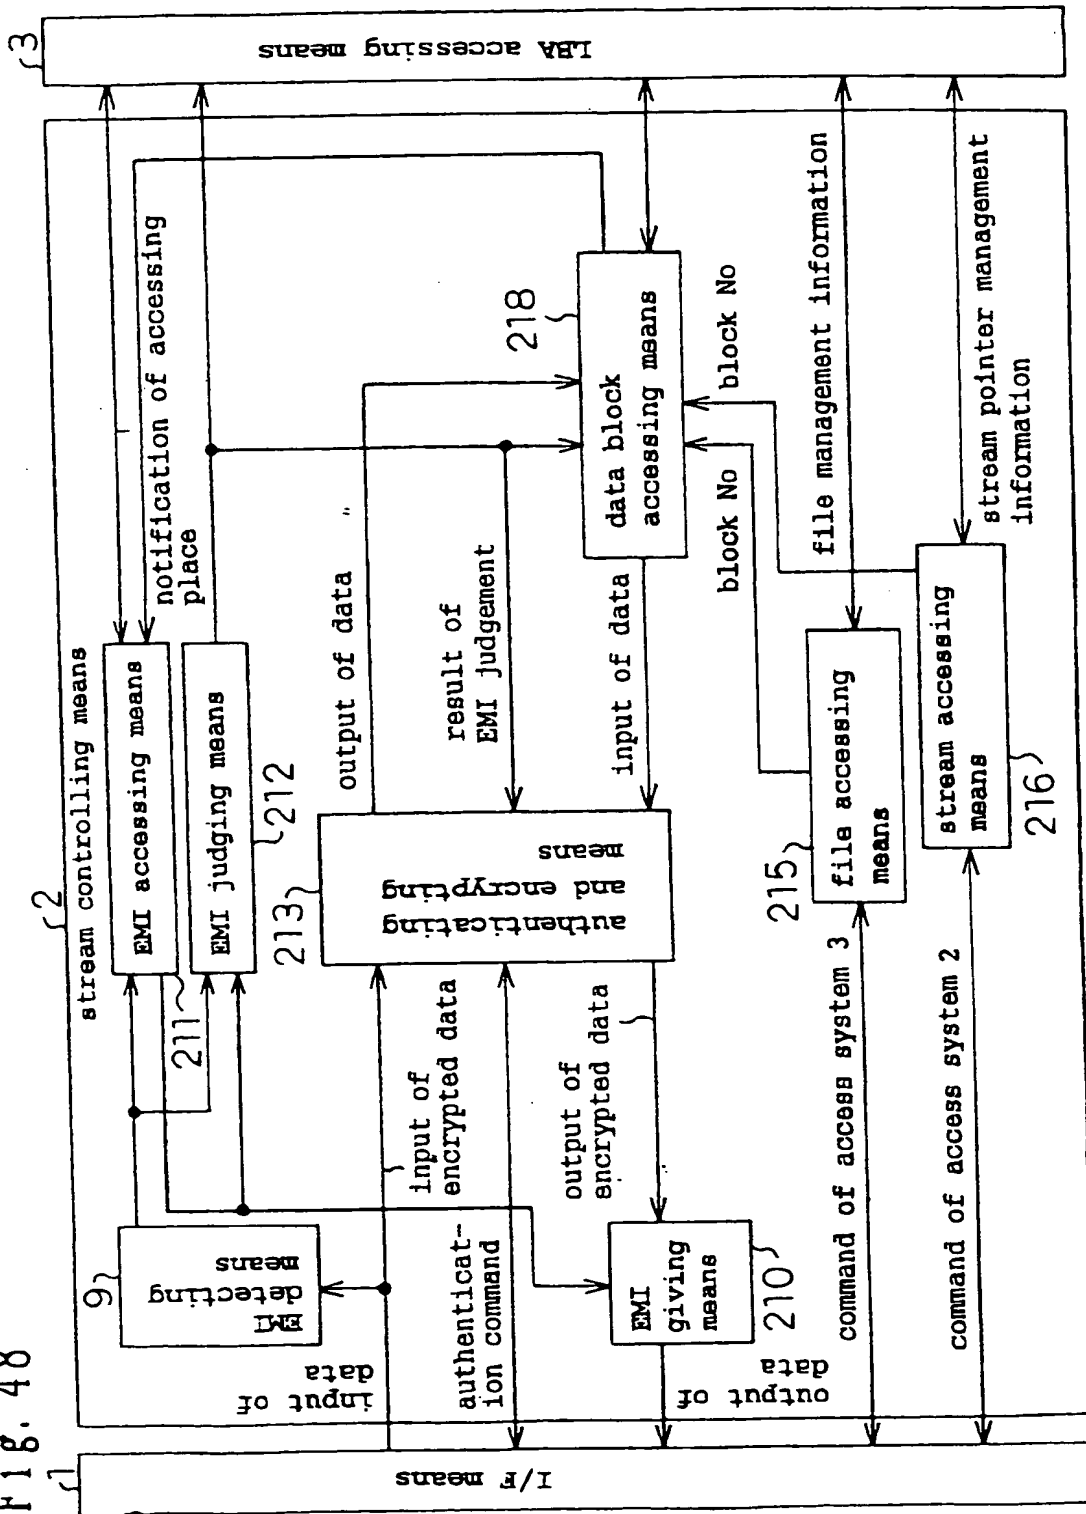 Fig. 48
1
I/F means
2
stream controlling means
3
LBA accessing means
9
EMI
detecting
means
input of
data
211
EMI accessing means
EMI judging means
212
notification of accessing
place
213
authenticating
and encrypting
means
input of
encrypted data
authenticat-
ion command
output of
encrypted data
EMI
giving
means
210
output of
data
output of data
result of
EMI judgement
input of data
218
data block
accessing means
block No
block No
file management information
stream pointer management
information
215
file accessing
means
stream accessing
means
216
command of access system 3
command of access system 2